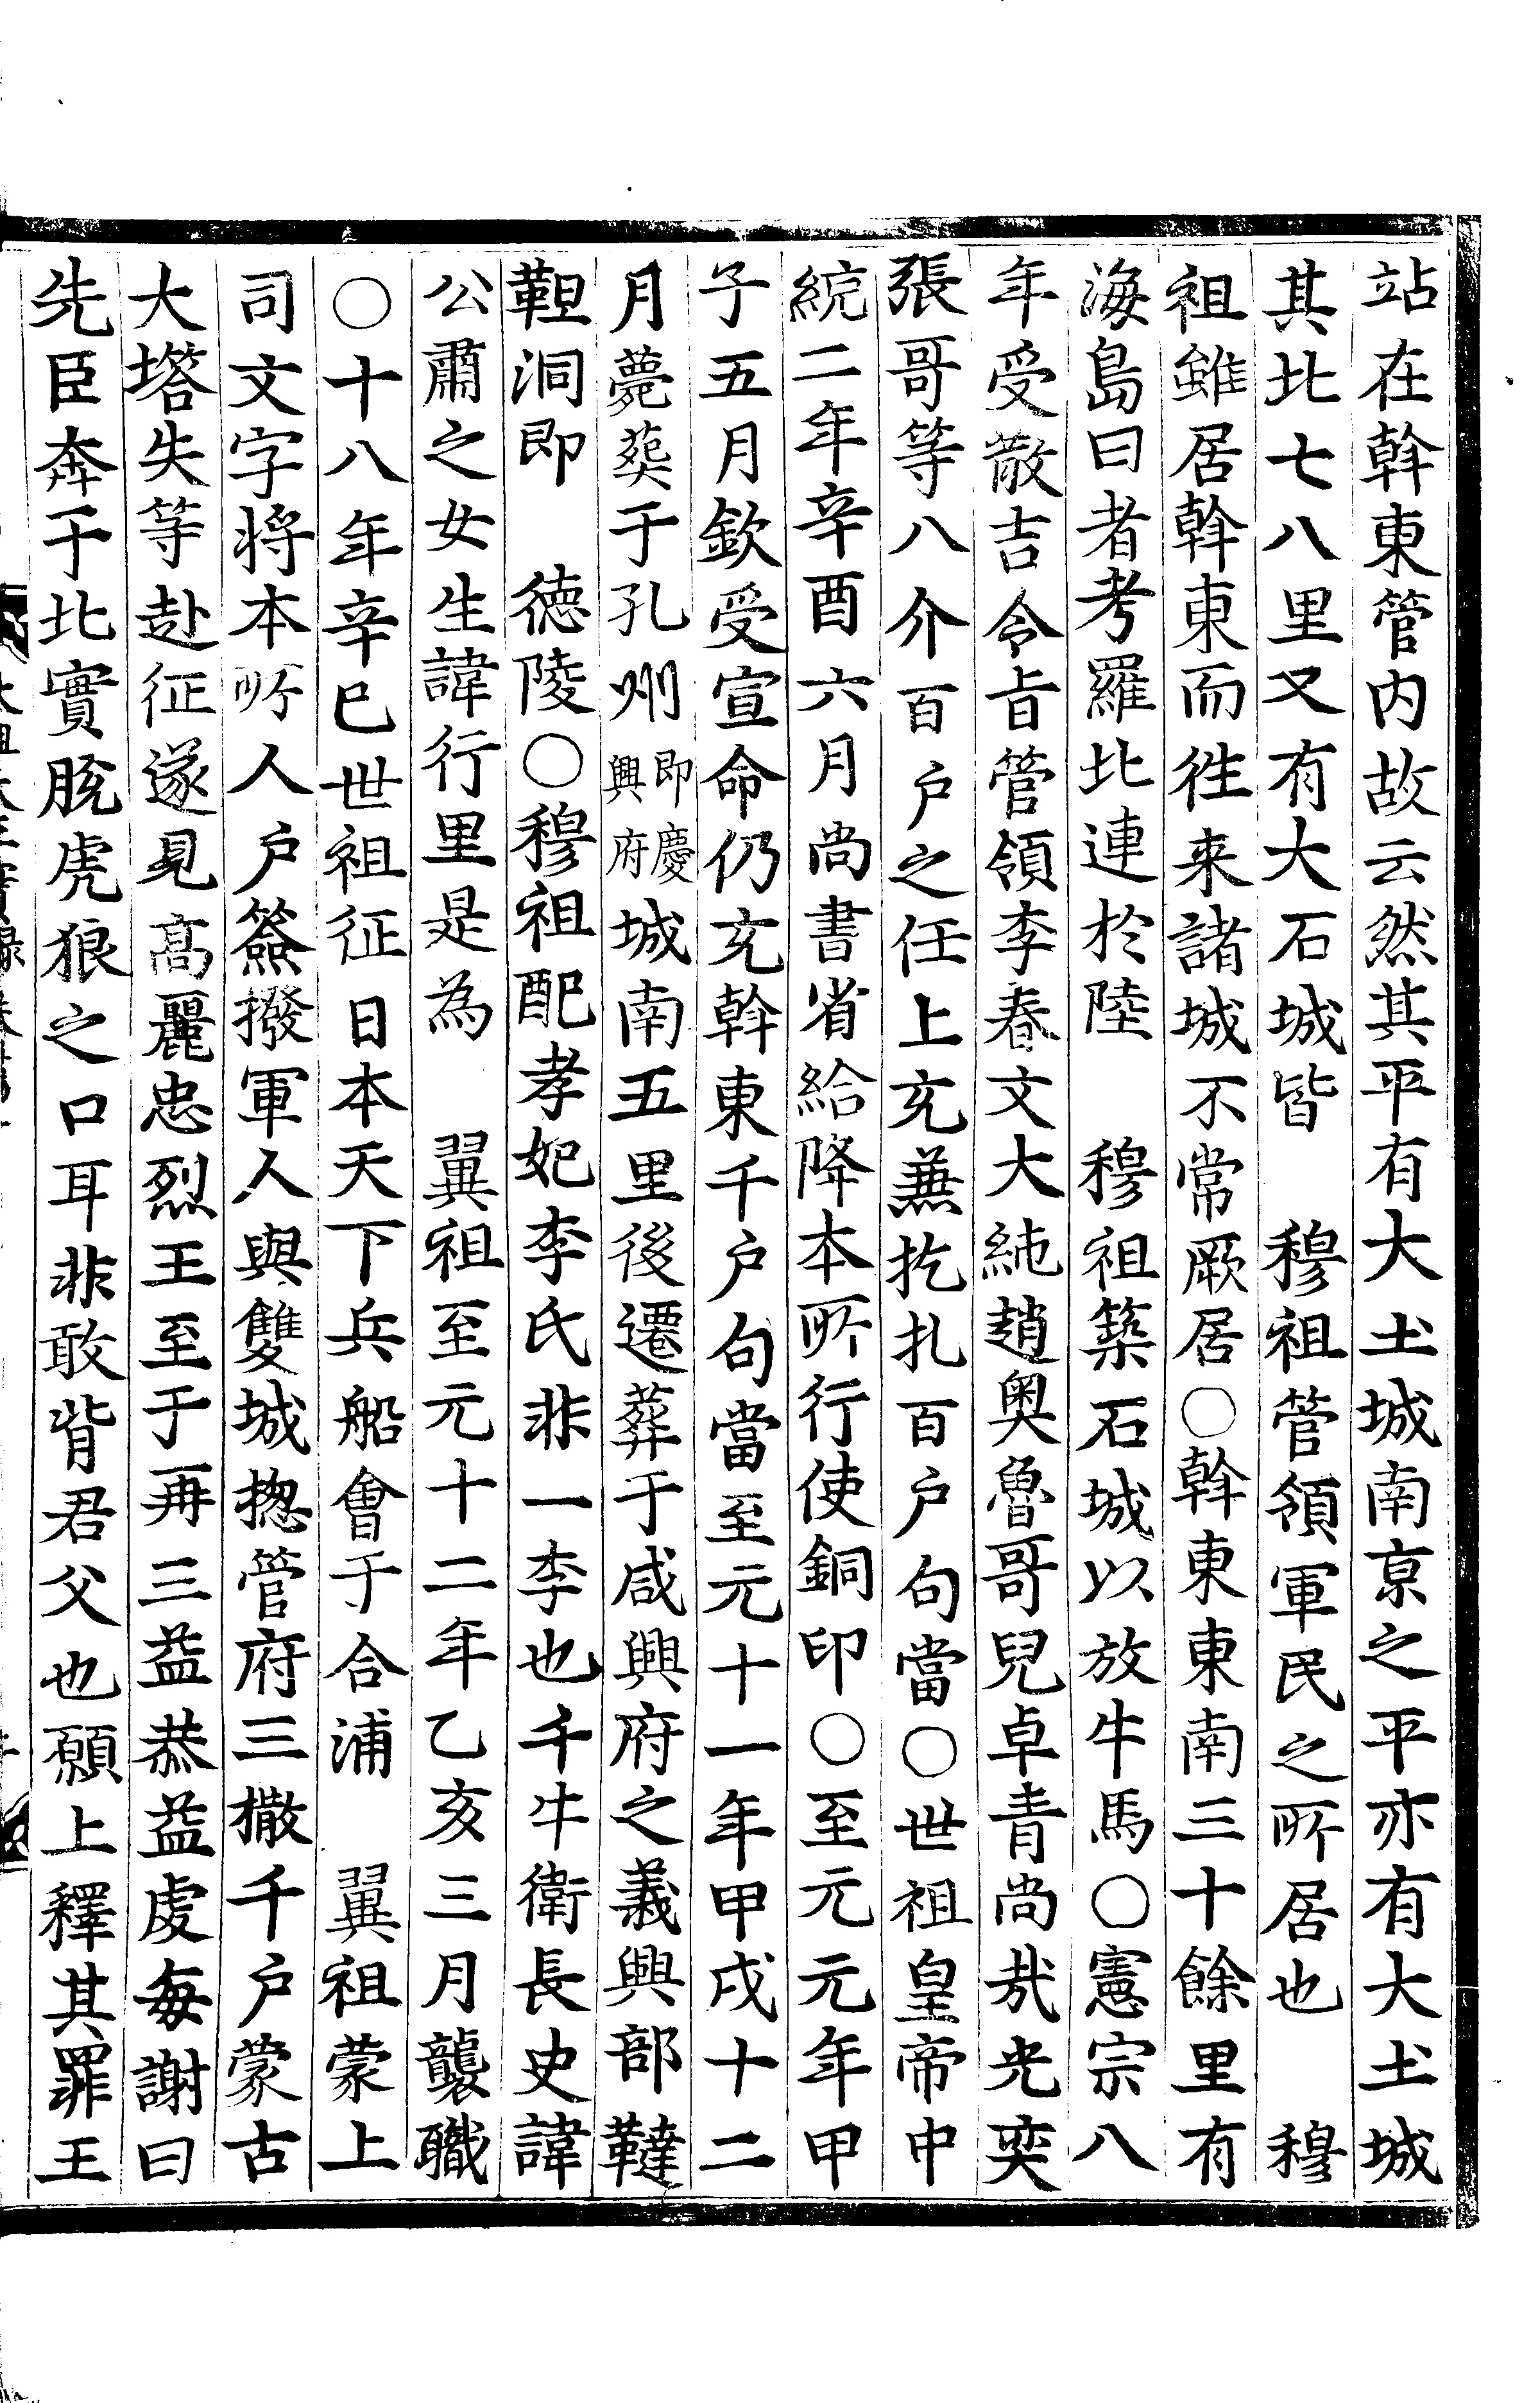 站在斡東管内故云然其平有大土城南京之平亦有大土城
其北七八里又有大石城皆　穆祖管領軍民之所居也　穆
祖雖居斡東而徃来諸城不常厥居○斡東東南三十餘里有
海島曰者考羅北連於陸　穆祖築石城以放牛馬○憲宗八
年受散吉令㫖管領李春文大純趙奥魯哥兒卓青尚哉光奕
張哥等八介百户之任上充兼扢扎百户句當○世祖皇帝中
統二年辛酉六月尚書省給降本所行使銅印○至元元年甲
子五月欽受宣命仍充斡東千户句當至元十一年甲戌十二
月薨葬于孔州即慶興府城南五里後遷葬于咸興府之義興部韃
靼洞即　徳陵○穆祖配孝妃李氏非一李也千牛衛長史諱
公肅之女生諱行里是為　翼祖至元十二年乙亥三月襲職
○十八年辛巳世祖征日本天下兵船會于合浦　翼祖蒙上
司文字将本所人户簽撥軍人與雙城摠管府三撒千户蒙古
大塔失等赴征遂見高麗忠烈王至于再三益恭益虔毎謝曰
先臣奔于北實脫虎狼之口耳非敢背君父也願上釋其罪王